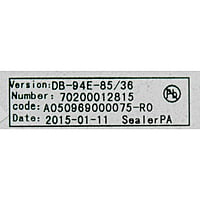 Version:DB-94E-85/36
Number: 70200012815
code: A050969000075-R0
Date: 2015-01-11 SealerPA
Pb